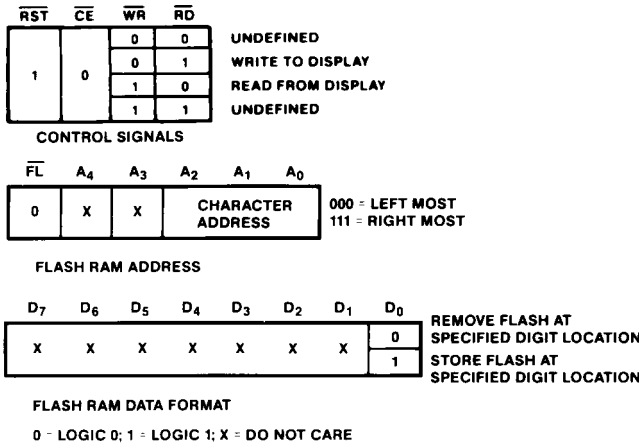 RST CE WR RD
0 0 UNDEFINED
0 1 WRITE TO DISPLAY
1 0
1 0 READ FROM DISPLAY
1 1 UNDEFINED
CONTROL SIGNALS
FL A4 A3 A2 A1 A0
0 X X CHARACTER ADDRESS 000 = LEFT MOST
111 = RIGHT MOST
FLASH RAM ADDRESS
D7 D6 D5 D4 D3 D2 D1 D0
X X X X X X X
0 REMOVE FLASH AT
SPECIFIED DIGIT LOCATION
1 STORE FLASH AT
SPECIFIED DIGIT LOCATION
FLASH RAM DATA FORMAT
0 = LOGIC 0; 1 = LOGIC 1; X = DO NOT CARE